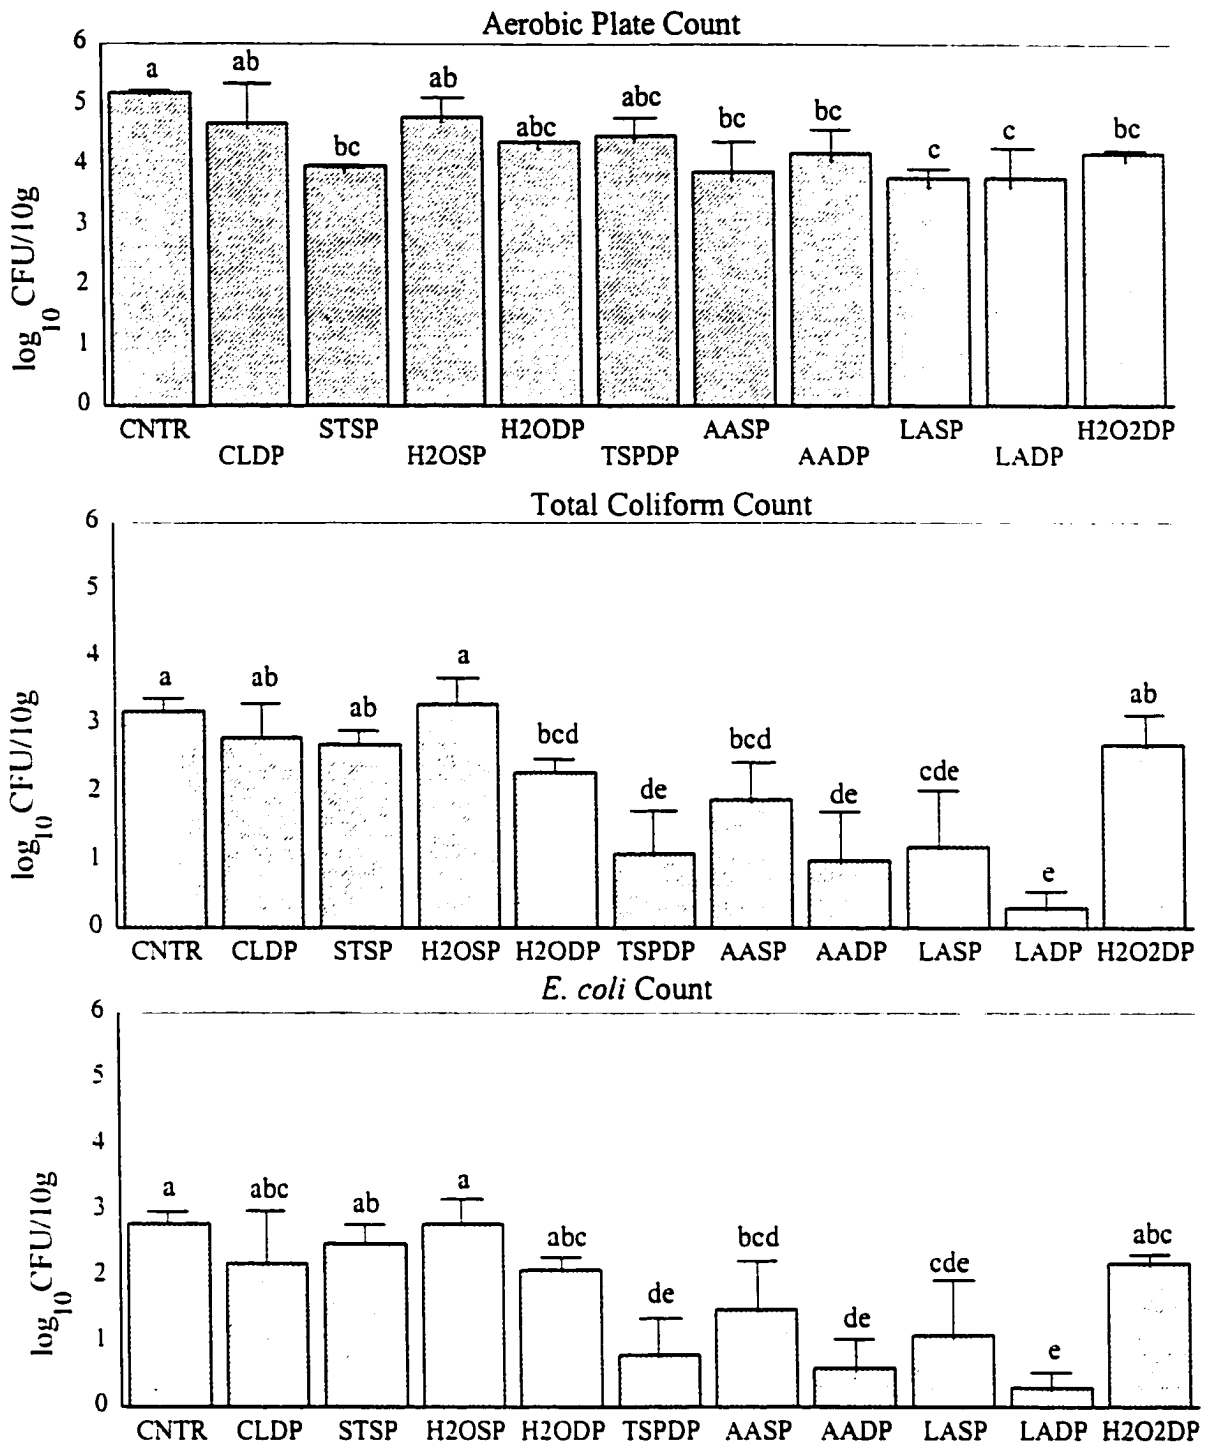 Aerobic Plate Count
6
5
4
3
2
1
0
log10 CFU/10g
a
ab
bc
ab
abc
abc
bc
bc
c
c
bc
CNTR
CLDP
STSP
H2OSP
H2ODP
TSPDP
AASP
AADP
LASP
LADP
H2O2DP
Total Coliform Count
6
5
4
3
2
1
0
log10 CFU/10g
a
ab
ab
a
bcd
de
bcd
de
cde
e
ab
CNTR CLDP STSP H2OSP H2ODP TSPDP AASP AADP LASP LADP H2O2DP
E. coli Count
6
5
4
3
2
1
0
log10 CFU/10g
a
abc
ab
a
abc
de
bcd
de
cde
e
abc
CNTR CLDP STSP H2OSP H2ODP TSPDP AASP AADP LASP LADP H2O2DP